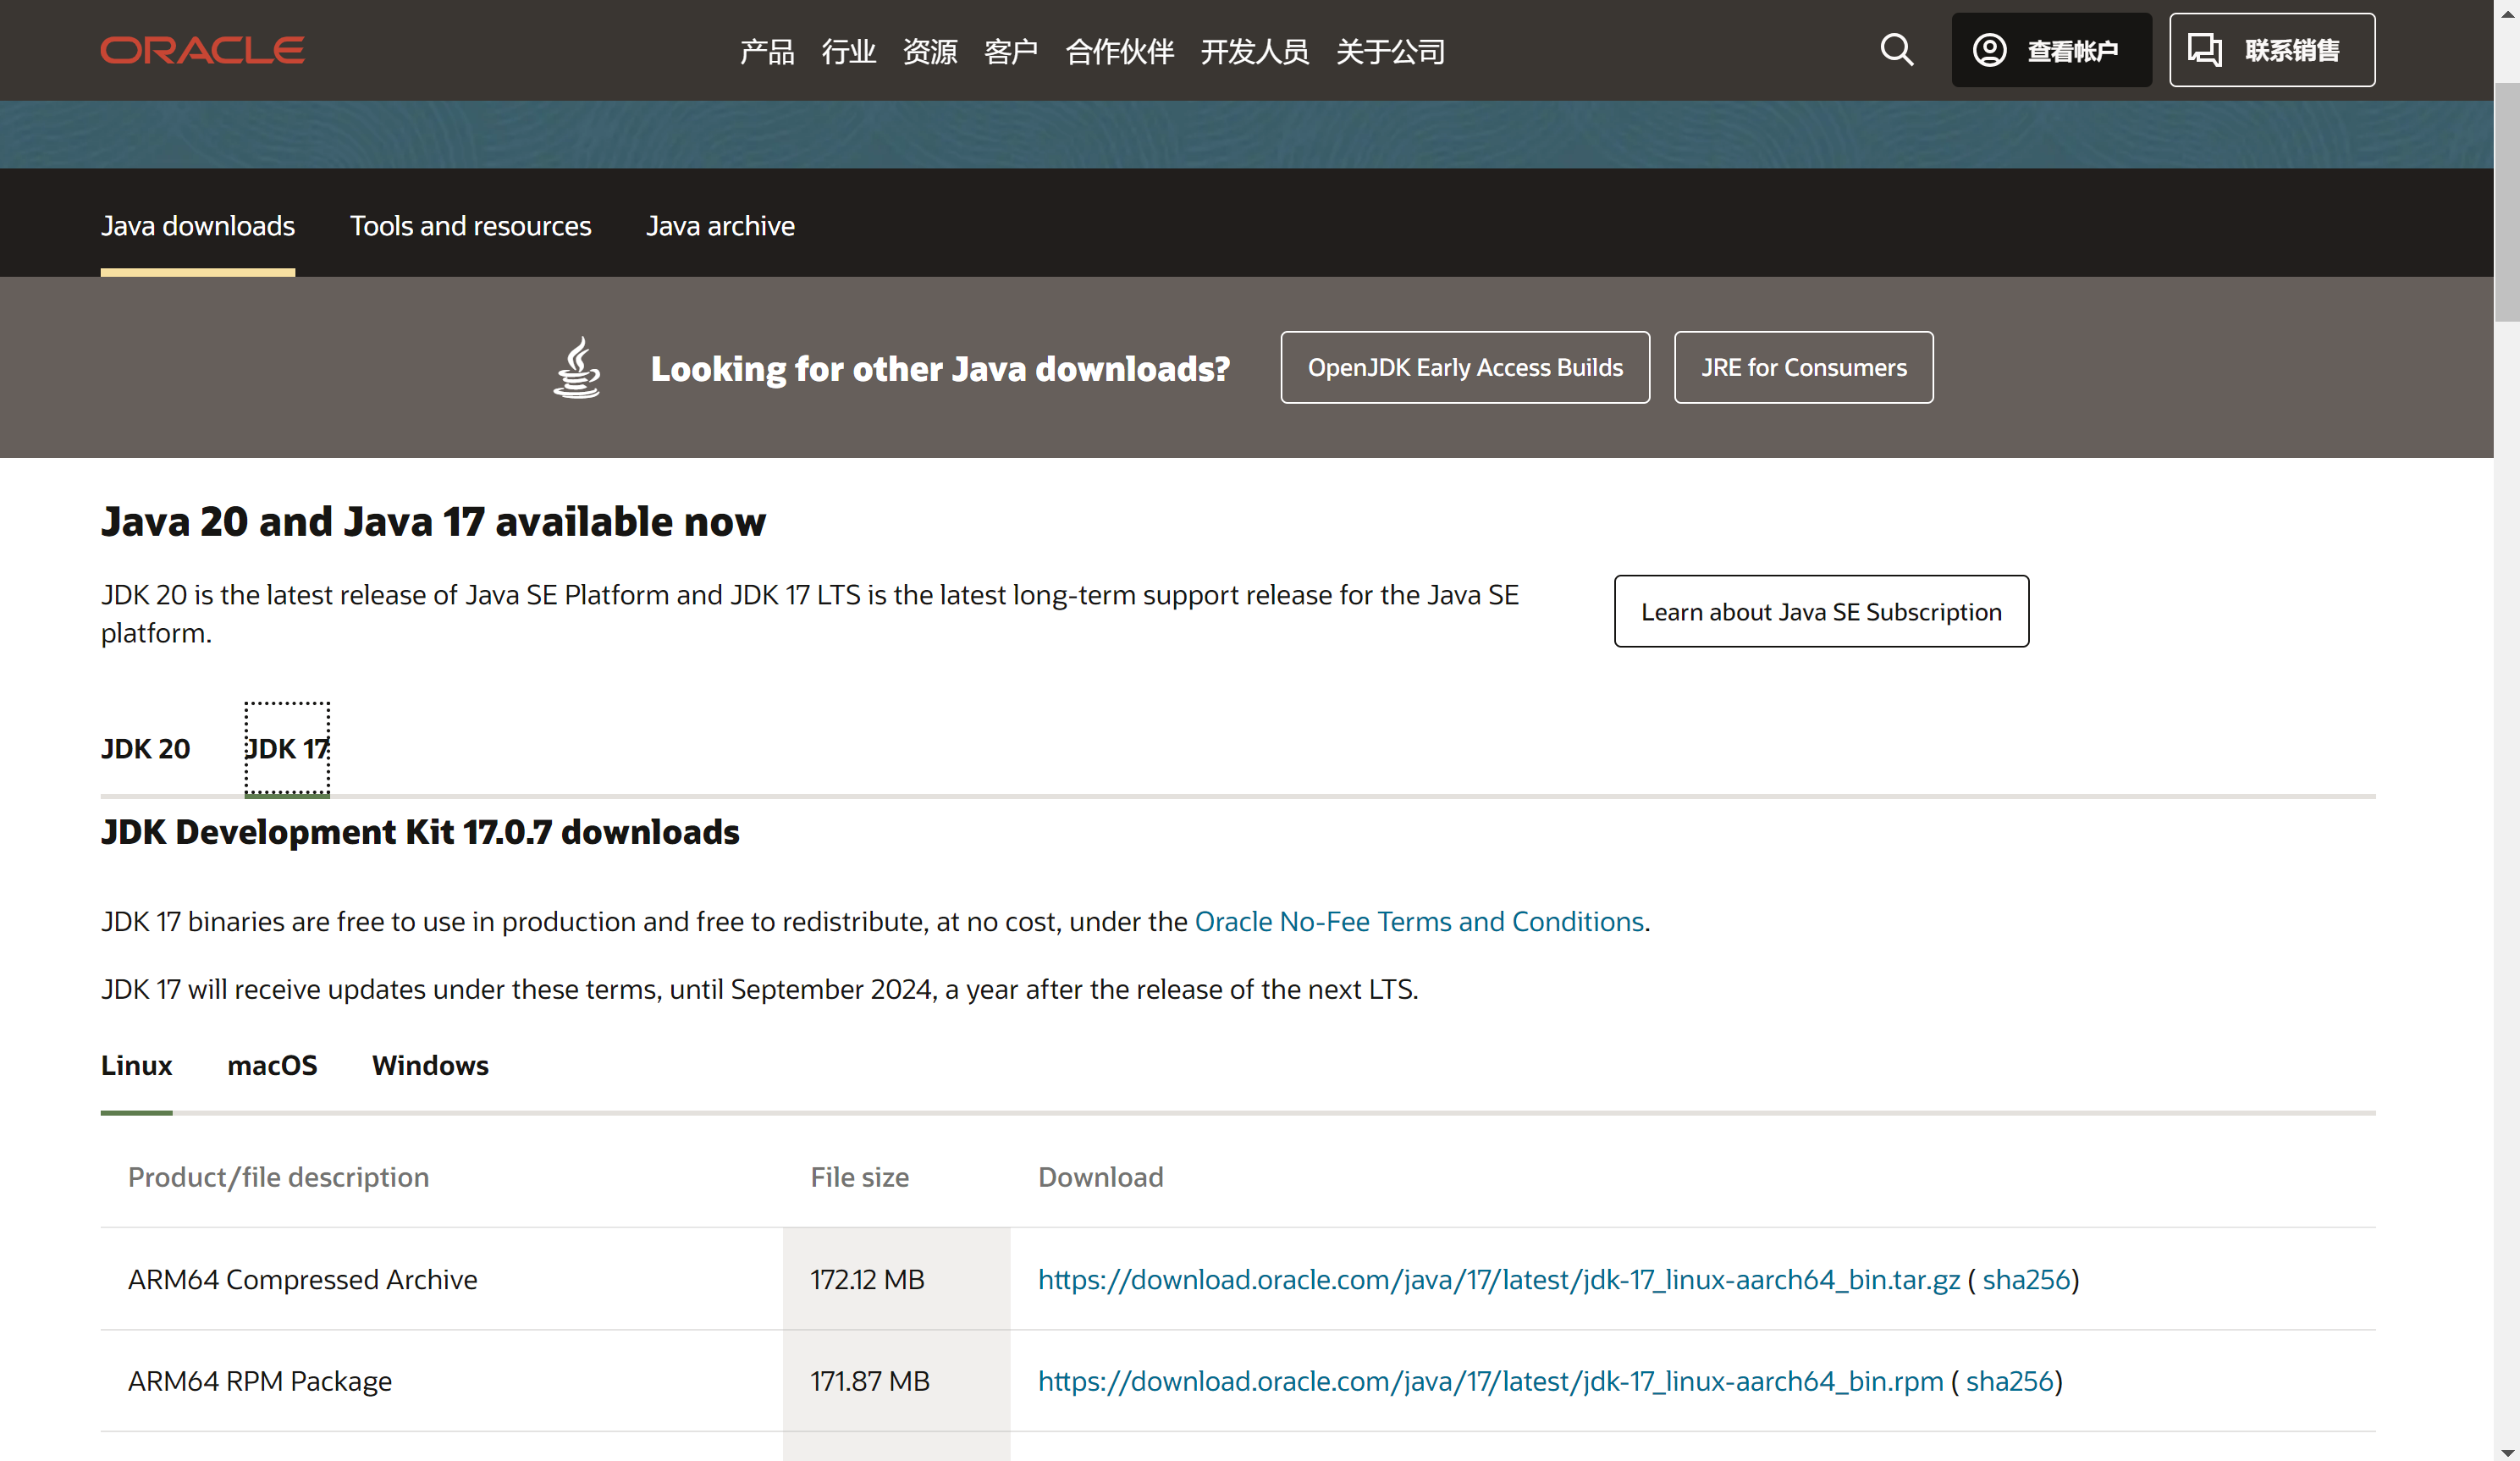 ORACLE
产品 行业 资源 客户 合作伙伴 开发人员 关于公司
查看帐户
联系销售
Java downloads Tools and resources Java archive
Looking for other Java downloads? OpenJDK Early Access Builds JRE for Consumers
Java 20 and Java 17 available now
JDK 20 is the latest release of Java SE Platform and JDK 17 LTS is the latest long-term support release for the Java SE
platform.
Learn about Java SE Subscription
JDK 20 JDK 17
JDK Development Kit 17.0.7 downloads
JDK 17 binaries are free to use in production and free to redistribute, at no cost, under the Oracle No-Fee Terms and Conditions.
JDK 17 will receive updates under these terms, until September 2024, a year after the release of the next LTS.
Linux macOS Windows
Product/file description File size Download
ARM64 Compressed Archive 172.12 MB https://download.oracle.com/java/17/latest/jdk-17_linux-aarch64_bin.tar.gz ( sha256)
ARM64 RPM Package 171.87 MB https://download.oracle.com/java/17/latest/jdk-17_linux-aarch64_bin.rpm ( sha256)